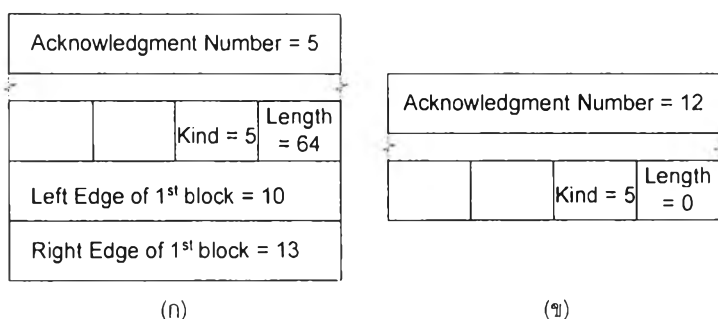 Acknowledgment Number = 5
Kind = 5
Length = 64
Left Edge of 1st block = 10
Right Edge of 1st block = 13
(ก)
Acknowledgment Number = 12
Kind = 5
Length = 0
(ข)